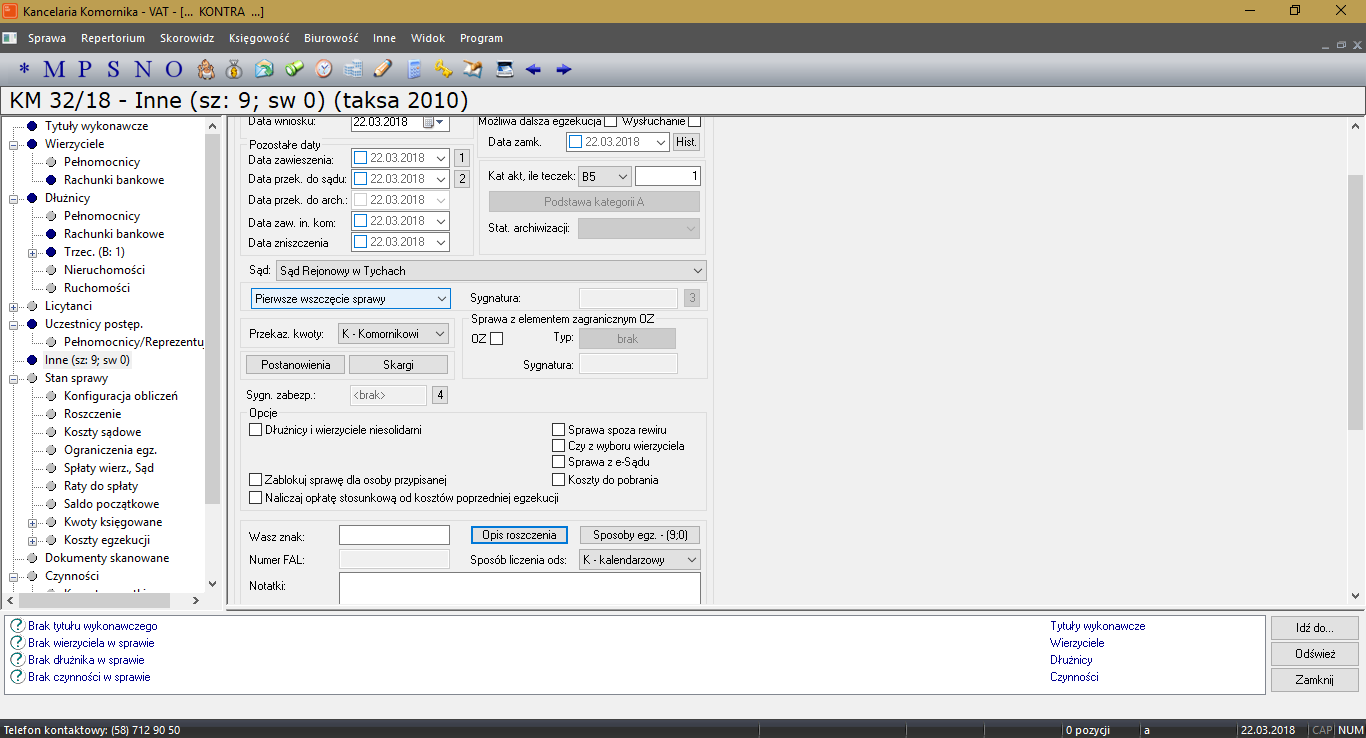 Kancelaria Komornika - VAT - [... KONTRA ...]
Sprawa Repertorium Skorowidz Księgowość Biurowość Inne Widok Program
* M P S N O
KM 32/18 - Inne (sz: 9; sw 0) (taksa 2010)
Tytuły wykonawcze
Wierzyciele
Pełnomocnicy
Rachunki bankowe
Dłużnicy
Pełnomocnicy
Rachunki bankowe
Trzec. (B: 1)
Nieruchomości
Ruchomości
Licytanci
Uczestnicy postęp.
Pełnomocnicy/Reprezentu
Inne (sz: 9; sw 0)
Stan sprawy
Konfiguracja obliczeń
Roszczenie
Koszty sądowe
Ograniczenia egz.
Spłaty wierz., Sąd
Raty do spłaty
Saldo początkowe
Kwoty księgowane
Koszty egzekucji
Dokumenty skanowane
Czynności
Data wniosku: 22.03.2018
Pozostałe daty
Data zawieszenia: 22.03.2018 1
Data przek. do sądu: 22.03.2018 2
Data przek. do arch.: 22.03.2018
Data zaw. in. kom: 22.03.2018
Data zniszczenia 22.03.2018
Możliwa dalsza egzekucja Wysłuchanie
Data zamk. 22.03.2018 Hist.
Kat akt, ile teczek: B5 1
Podstawa kategorii A
Stat. archiwizacji:
Sąd: Sąd Rejonowy w Tychach
Pierwsze wszczęcie sprawy Sygnatura: 3
Przekaz. kwoty: K - Komornikowi
Sprawa z elementem zagranicznym OZ
OZ Typ: brak
Sygnatura:
Postanowienia Skargi
Sygn. zabezp.: <brak> 4
Opcje
Dłużnicy i wierzyciele niesolidarni
Sprawa spoza rewiru
Czy z wyboru wierzyciela
Sprawa z e-Sądu
Zablokuj sprawę dla osoby przypisanej
Koszty do pobrania
Naliczaj opłatę stosunkową od kosztów poprzedniej egzekucji
Wasz znak: Opis roszczenia Sposoby egz. - (9;0)
Numer FAL: Sposób liczenia ods: K - kalendarzowy
Notatki:
Brak tytułu wykonawczego Tytuły wykonawcze
Brak wierzyciela w sprawie Wierzyciele
Brak dłużnika w sprawie Dłużnicy
Brak czynności w sprawie Czynności
Idź do...
Odśwież
Zamknij
Telefon kontaktowy: (58) 712 90 50 0 pozycji a 22.03.2018 CAP NUM